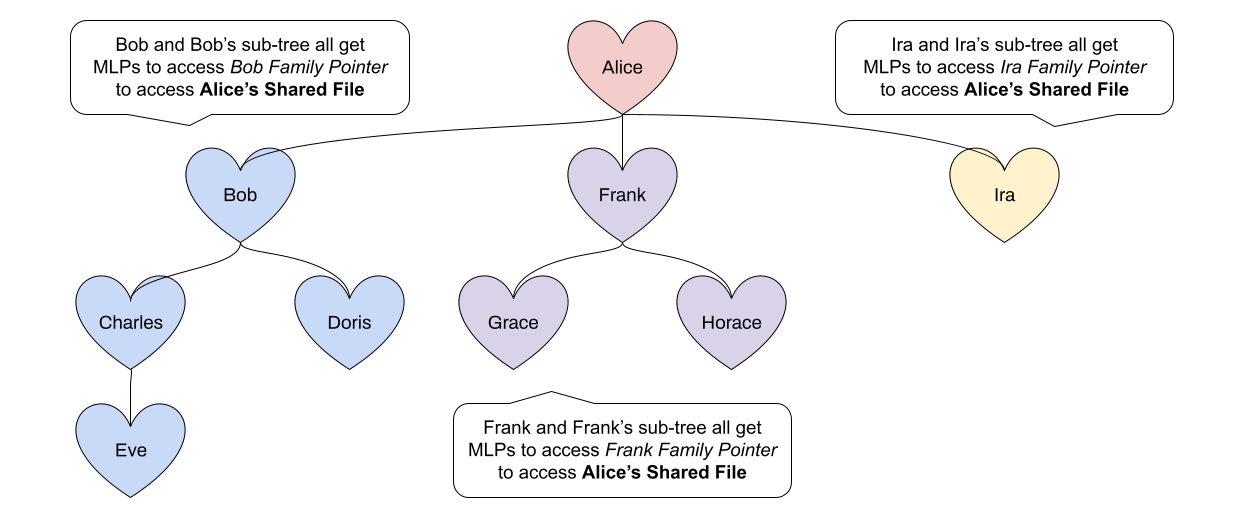 Bob and Bob's sub-tree all get
MLPs to access Bob Family Pointer
to access Alice's Shared File
Alice
Ira and Ira's sub-tree all get
MLPs to access Ira Family Pointer
to access Alice's Shared File
Bob
Frank
Ira
Charles
Doris
Grace
Horace
Eve
Frank and Frank's sub-tree all get
MLPs to access Frank Family Pointer
to access Alice's Shared File